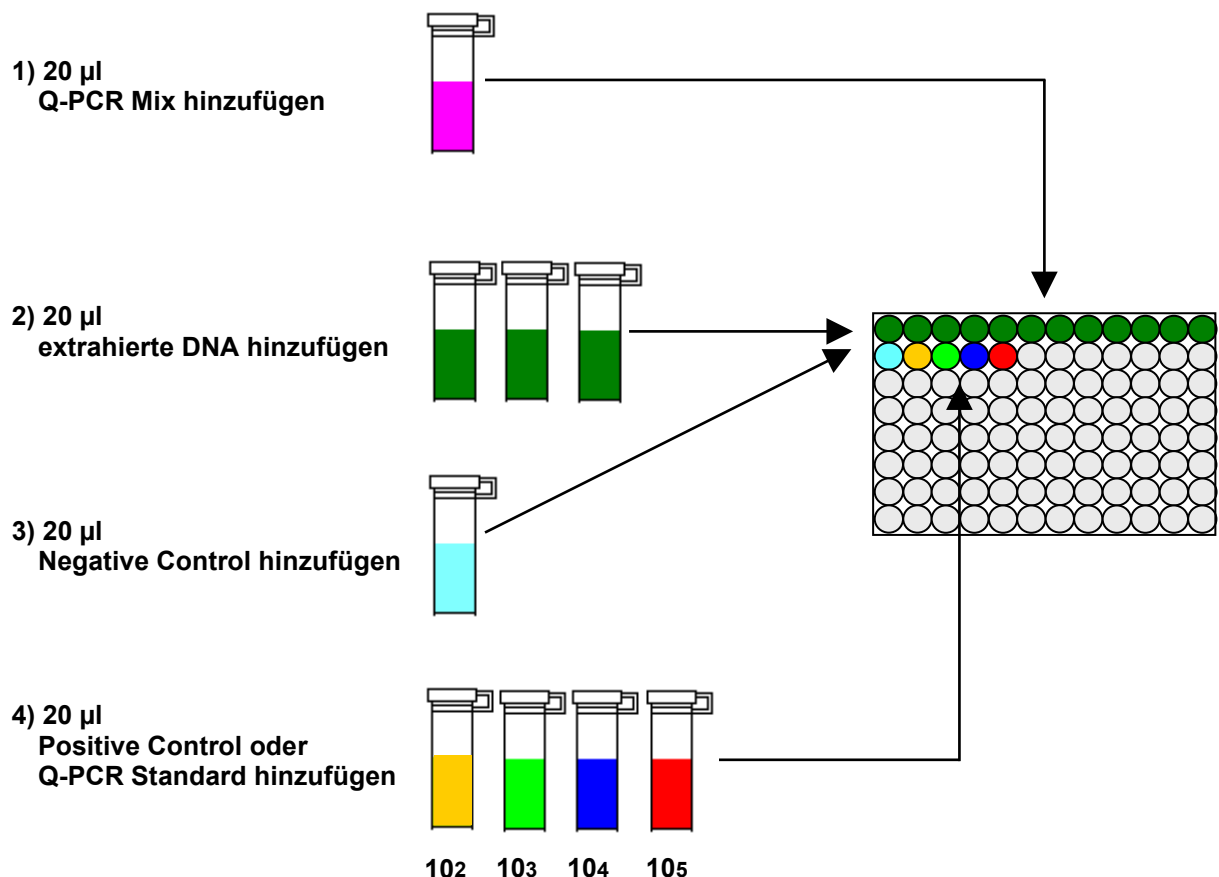 1) 20 µl
Q-PCR Mix hinzufügen
2) 20 µl
extrahierte DNA hinzufügen
3) 20 µl
Negative Control hinzufügen
4) 20 µl
Positive Control oder
Q-PCR Standard hinzufügen
102 103 104 105